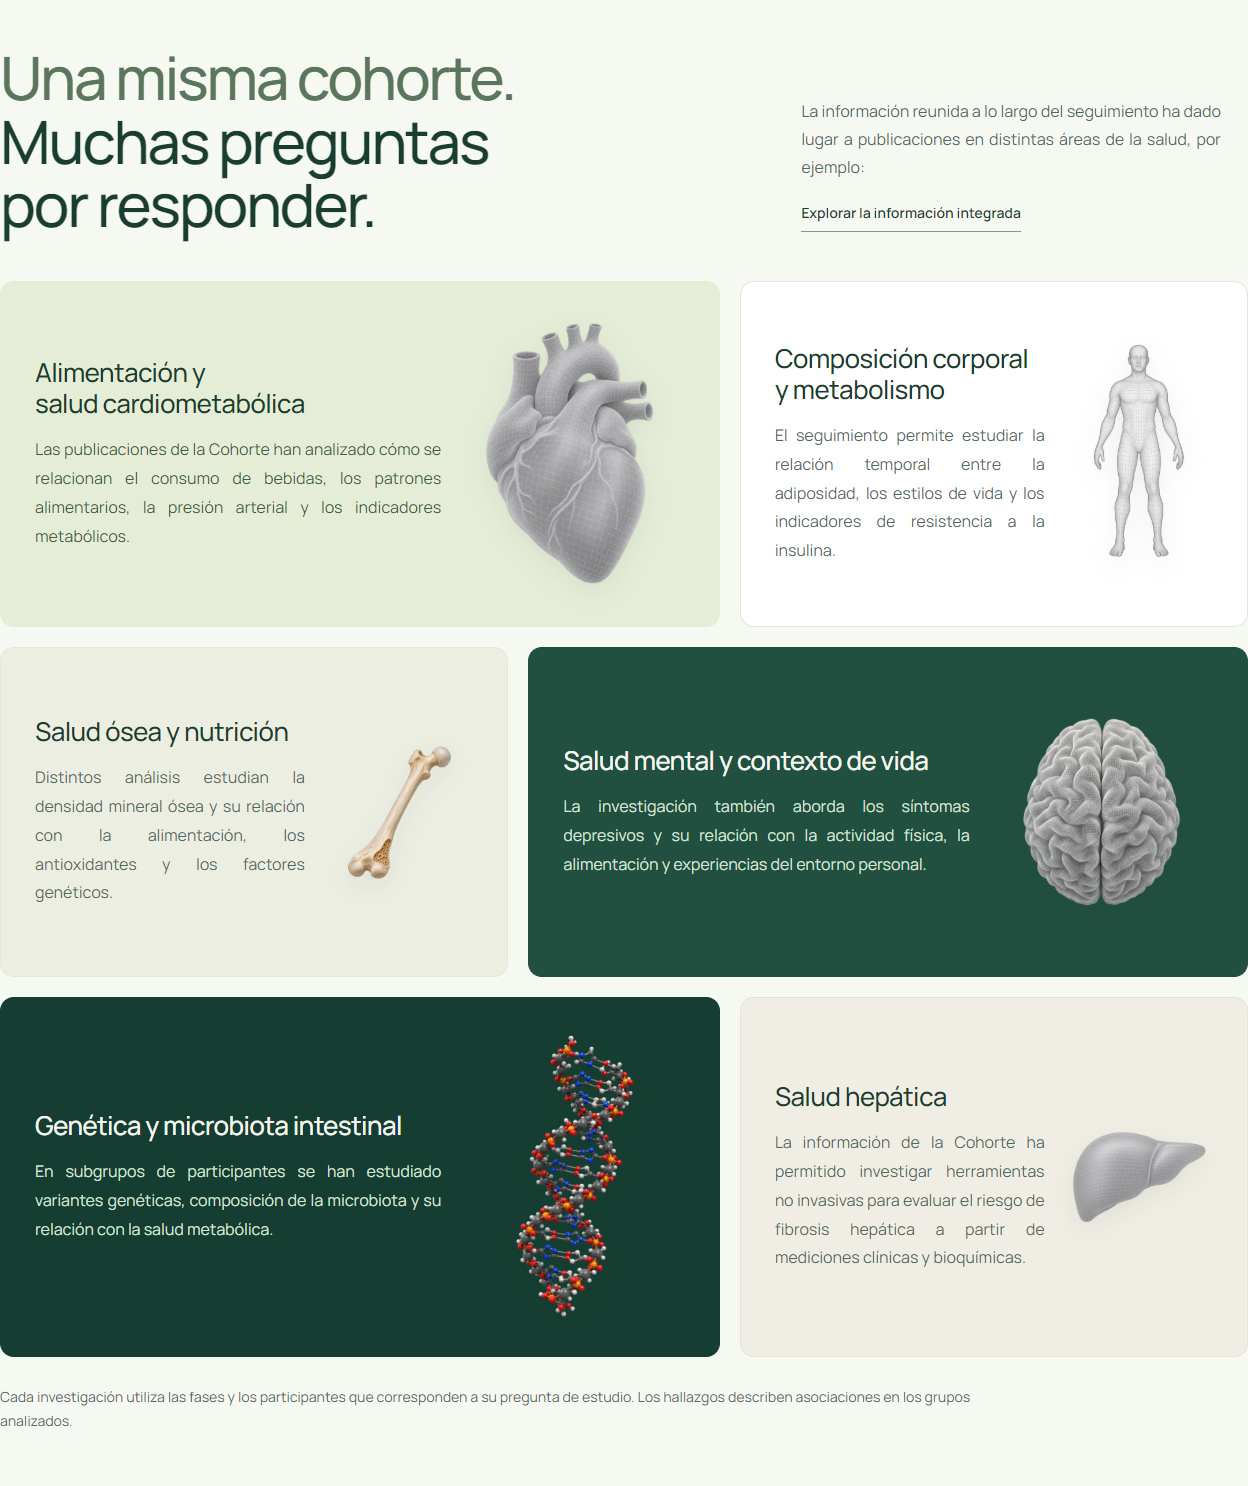 Una misma cohorte.
Muchas preguntas
por responder.
La información reunida a lo largo del seguimiento ha dado
lugar a publicaciones en distintas áreas de la salud, por
ejemplo:
Explorar la información integrada
Alimentación y
salud cardiometabólica
Las publicaciones de la Cohorte han analizado cómo se
relacionan el consumo de bebidas, los patrones
alimentarios, la presión arterial y los indicadores
metabólicos.
Composición corporal
y metabolismo
El seguimiento permite estudiar la
relación temporal entre la
adiposidad, los estilos de vida y los
indicadores de resistencia a la
insulina.
Salud ósea y nutrición
Distintos análisis estudian la
densidad mineral ósea y su relación
con la alimentación, los
antioxidantes y los factores
genéticos.
Salud mental y contexto de vida
La investigación también aborda los síntomas
depresivos y su relación con la actividad física, la
alimentación y experiencias del entorno personal.
Genética y microbiota intestinal
En subgrupos de participantes se han estudiado
variantes genéticas, composición de la microbiota y su
relación con la salud metabólica.
Salud hepática
La información de la Cohorte ha
permitido investigar herramientas
no invasivas para evaluar el riesgo de
fibrosis hepática a partir de
mediciones clínicas y bioquímicas.
Cada investigación utiliza las fases y los participantes que corresponden a su pregunta de estudio. Los hallazgos describen asociaciones en los grupos
analizados.